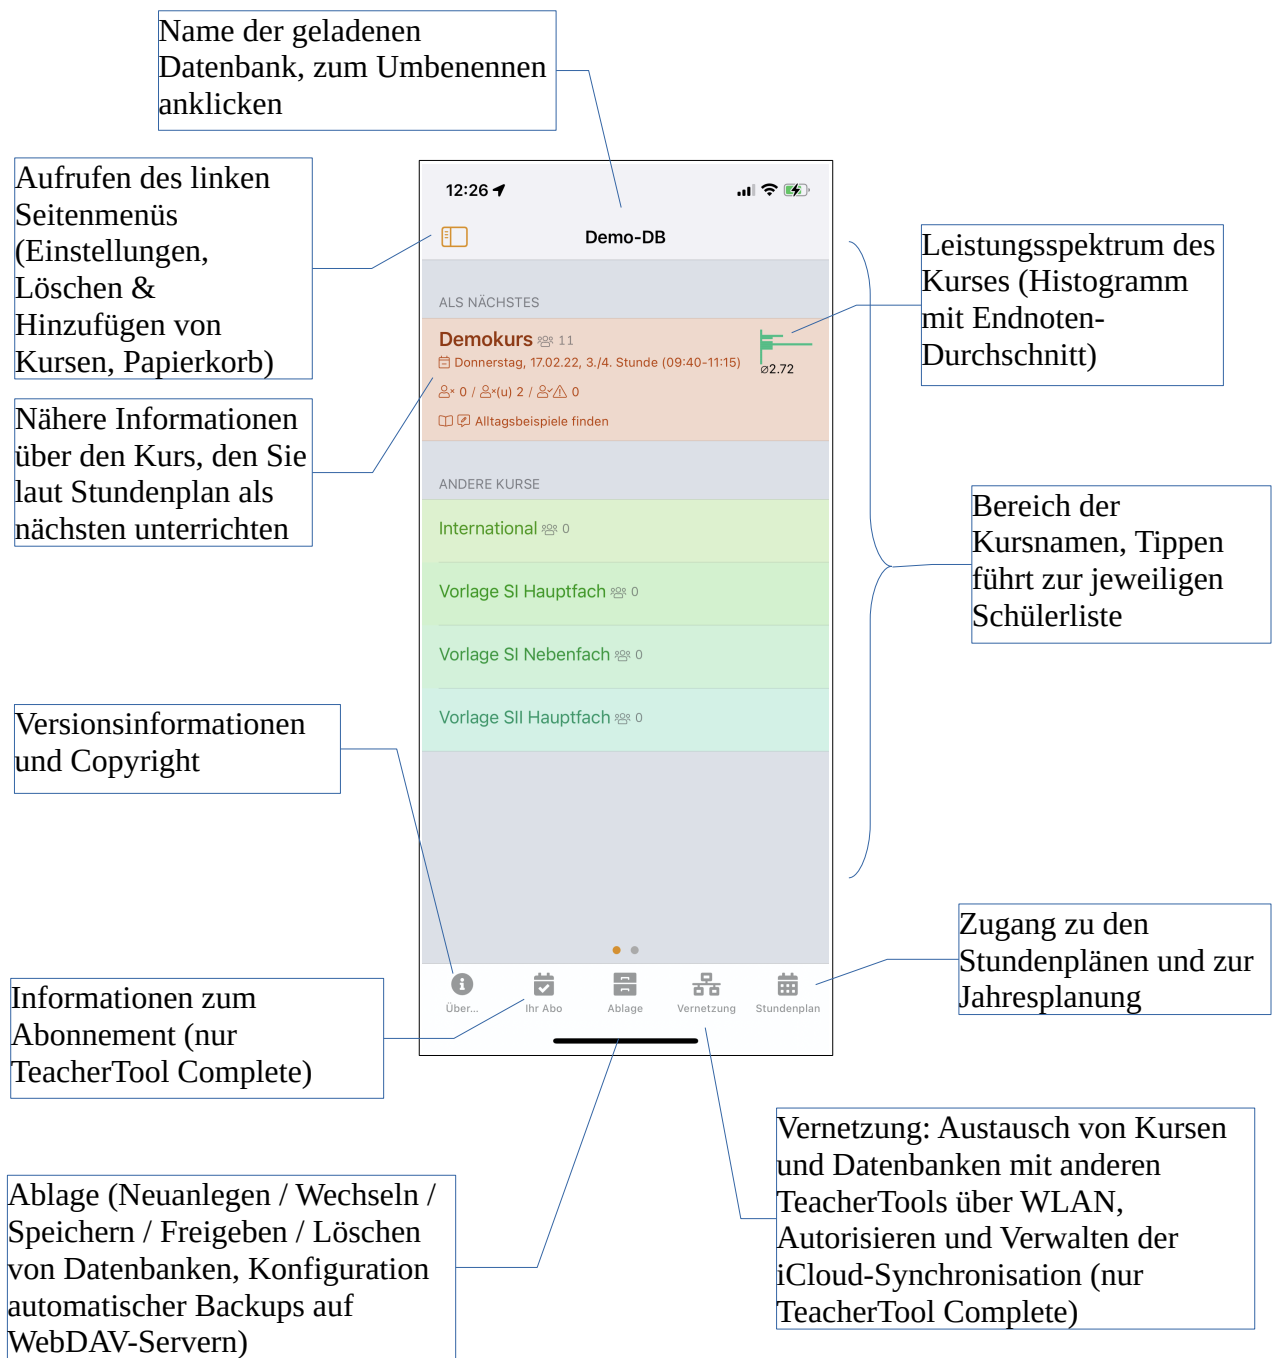 Name der geladenen
Datenbank, zum Umbenennen
anklicken
Aufrufen des linken
Seitenmenüs
(Einstellungen,
Löschen &
Hinzufügen von
Kursen, Papierkorb)
Nähere Informationen
über den Kurs, den Sie
laut Stundenplan als
nächsten unterrichten
Versionsinformationen
und Copyright
Informationen zum
Abonnement (nur
TeacherTool Complete)
Ablage (Neuanlegen / Wechseln /
Speichern / Freigeben / Löschen
von Datenbanken, Konfiguration
automatischer Backups auf
WebDAV-Servern)
12:26
Demo-DB
ALS NÄCHSTES
Demokurs 11
Donnerstag, 17.02.22, 3./4. Stunde (09:40-11:15)
⌀2.72
0 / (u) 2 / 0
Alltagsbeispiele finden
ANDERE KURSE
International 0
Vorlage SI Hauptfach 0
Vorlage SI Nebenfach 0
Vorlage SII Hauptfach 0
Über... Ihr Abo Ablage Vernetzung Stundenplan
Leistungsspektrum des
Kurses (Histogramm
mit Endnoten-
Durchschnitt)
Bereich der
Kursnamen, Tippen
führt zur jeweiligen
Schülerliste
Zugang zu den
Stundenplänen und zur
Jahresplanung
Vernetzung: Austausch von Kursen
und Datenbanken mit anderen
TeacherTools über WLAN,
Autorisieren und Verwalten der
iCloud-Synchronisation (nur
TeacherTool Complete)